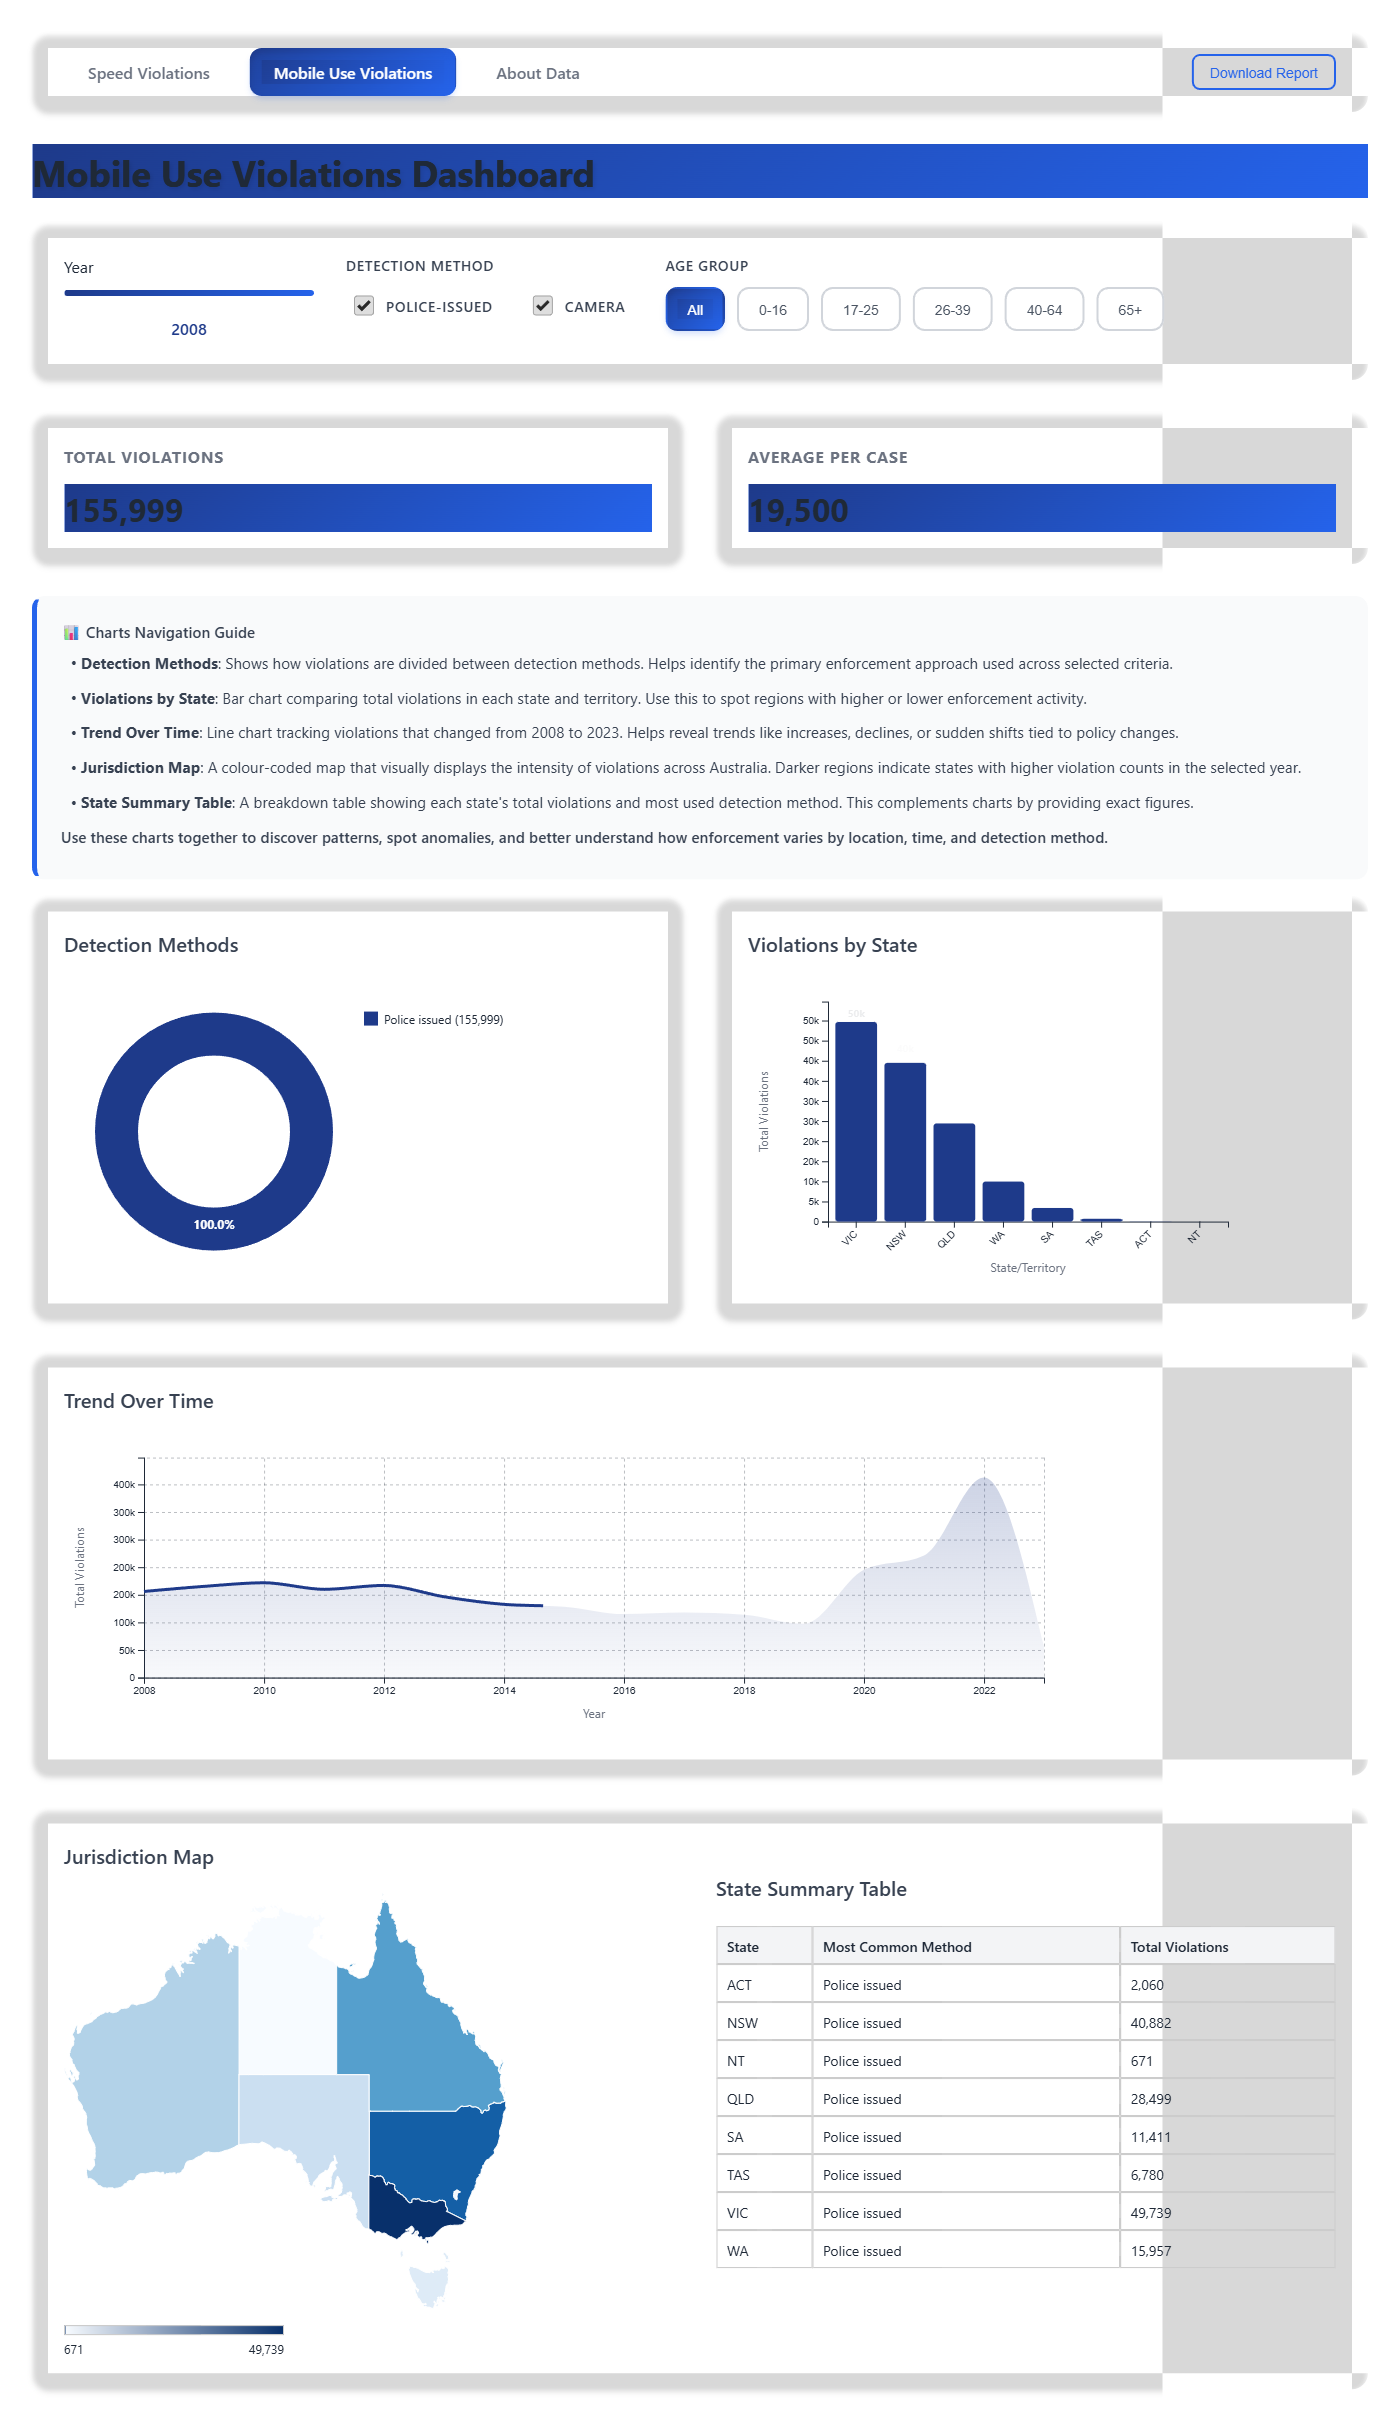 Speed Violations
Mobile Use Violations
About Data
Download Report
Mobile Use Violations Dashboard
Year
2008
DETECTION METHOD
POLICE-ISSUED
CAMERA
AGE GROUP
All
0-16
17-25
26-39
40-64
65+
TOTAL VIOLATIONS
155,999
AVERAGE PER CASE
19,500
📊 Charts Navigation Guide
• Detection Methods: Shows how violations are divided between detection methods. Helps identify the primary enforcement approach used across selected criteria.
• Violations by State: Bar chart comparing total violations in each state and territory. Use this to spot regions with higher or lower enforcement activity.
• Trend Over Time: Line chart tracking violations that changed from 2008 to 2023. Helps reveal trends like increases, declines, or sudden shifts tied to policy changes.
• Jurisdiction Map: A colour-coded map that visually displays the intensity of violations across Australia. Darker regions indicate states with higher violation counts in the selected year.
• State Summary Table: A breakdown table showing each state's total violations and most used detection method. This complements charts by providing exact figures.
Use these charts together to discover patterns, spot anomalies, and better understand how enforcement varies by location, time, and detection method.
Detection Methods
Police issued (155,999)
100.0%
Violations by State
50k
50k
50k
40k
40k
30k
30k
20k
20k
10k
5k
0
Total Violations
VIC
NSW
QLD
WA
SA
TAS
ACT
NT
State/Territory
Trend Over Time
400k
300k
300k
200k
200k
100k
50k
0
Total Violations
2008
2010
2012
2014
2016
2018
2020
2022
Year
Jurisdiction Map
671
49,739
State Summary Table
State Most Common Method Total Violations
ACT Police issued 2,060
NSW Police issued 40,882
NT Police issued 671
QLD Police issued 28,499
SA Police issued 11,411
TAS Police issued 6,780
VIC Police issued 49,739
WA Police issued 15,957